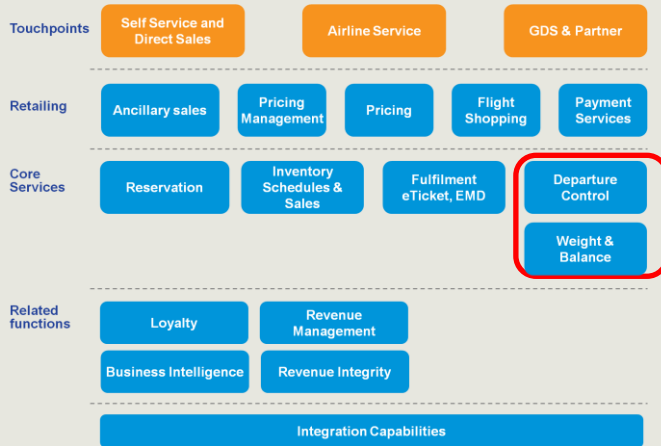 Touchpoints
Self Service and
Direct Sales
Airline Service
GDS & Partner
Retailing
Ancillary sales
Pricing
Management
Pricing
Flight
Shopping
Payment
Services
Core
Services
Reservation
Inventory
Schedules &
Sales
Fulfilment
eTicket, EMD
Departure
Control
Weight &
Balance
Related
functions
Loyalty
Revenue
Management
Business Intelligence
Revenue Integrity
Integration Capabilities